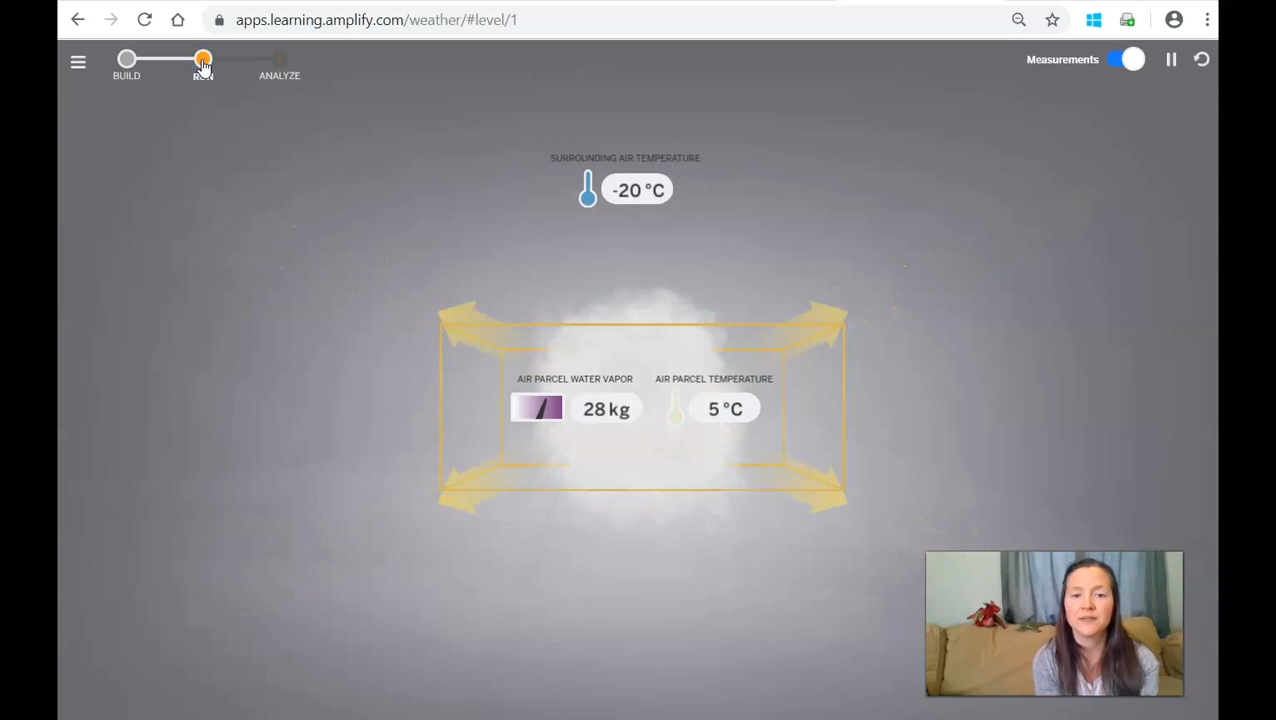 apps.learning.amplify.com/weather/#level/1
BUILD
RUN
ANALYZE
Measurements
SURROUNDING AIR TEMPERATURE
-20 °C
AIR PARCEL WATER VAPOR
AIR PARCEL TEMPERATURE
28 kg
5 °C